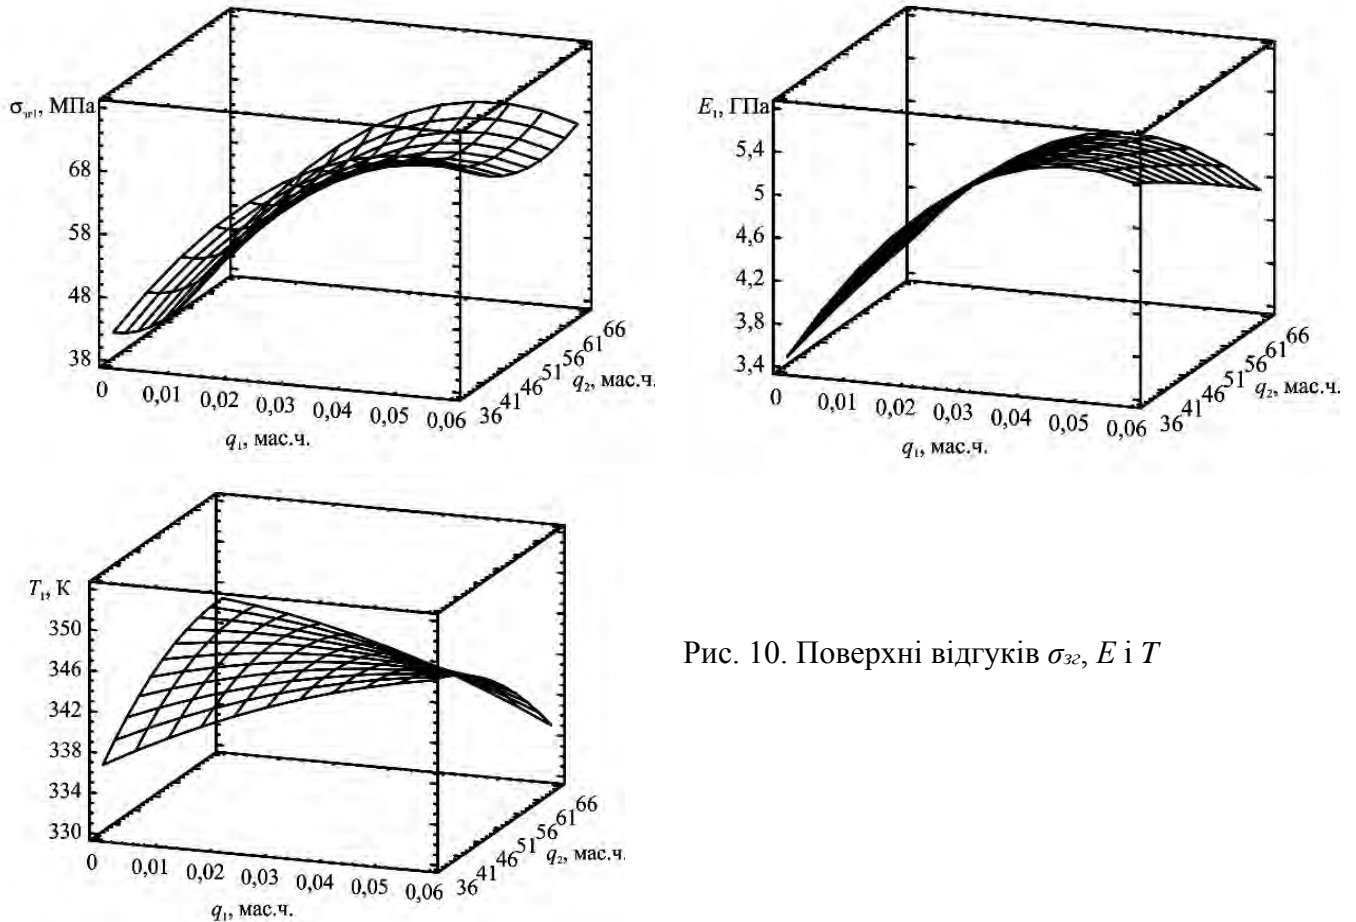 σзг1, МПа
68
58
48
38
0 0,01 0,02 0,03 0,04 0,05 0,06
36 41 46 51 56 61 66
q₂, мас.ч.
q₁, мас.ч.
E₁, ГПа
5,4
5
4,6
4,2
3,8
3,4
0 0,01 0,02 0,03 0,04 0,05 0,06
36 41 46 51 56 61 66
q₂, мас.ч.
q₁, мас.ч.
T₁, К
350
346
342
338
334
330
0 0,01 0,02 0,03 0,04 0,05 0,06
36 41 46 51 56 61 66
q₂, мас.ч.
q₁, мас.ч.
Рис. 10. Поверхні відгуків σзг, E і T